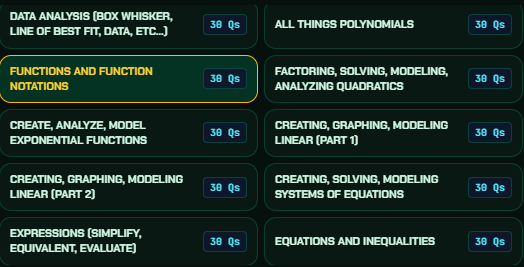 DATA ANALYSIS (BOX WHISKER,
LINE OF BEST FIT, DATA, ETC...)
30 Qs
ALL THINGS POLYNOMIALS
30 Qs
FUNCTIONS AND FUNCTION
NOTATIONS
30 Qs
FACTORING, SOLVING, MODELING,
ANALYZING QUADRATICS
30 Qs
CREATE, ANALYZE, MODEL
EXPONENTIAL FUNCTIONS
30 Qs
CREATING, GRAPHING, MODELING
LINEAR (PART 1)
30 Qs
CREATING, GRAPHING, MODELING
LINEAR (PART 2)
30 Qs
CREATING, SOLVING, MODELING
SYSTEMS OF EQUATIONS
30 Qs
EXPRESSIONS (SIMPLIFY,
EQUIVALENT, EVALUATE)
30 Qs
EQUATIONS AND INEQUALITIES
30 Qs